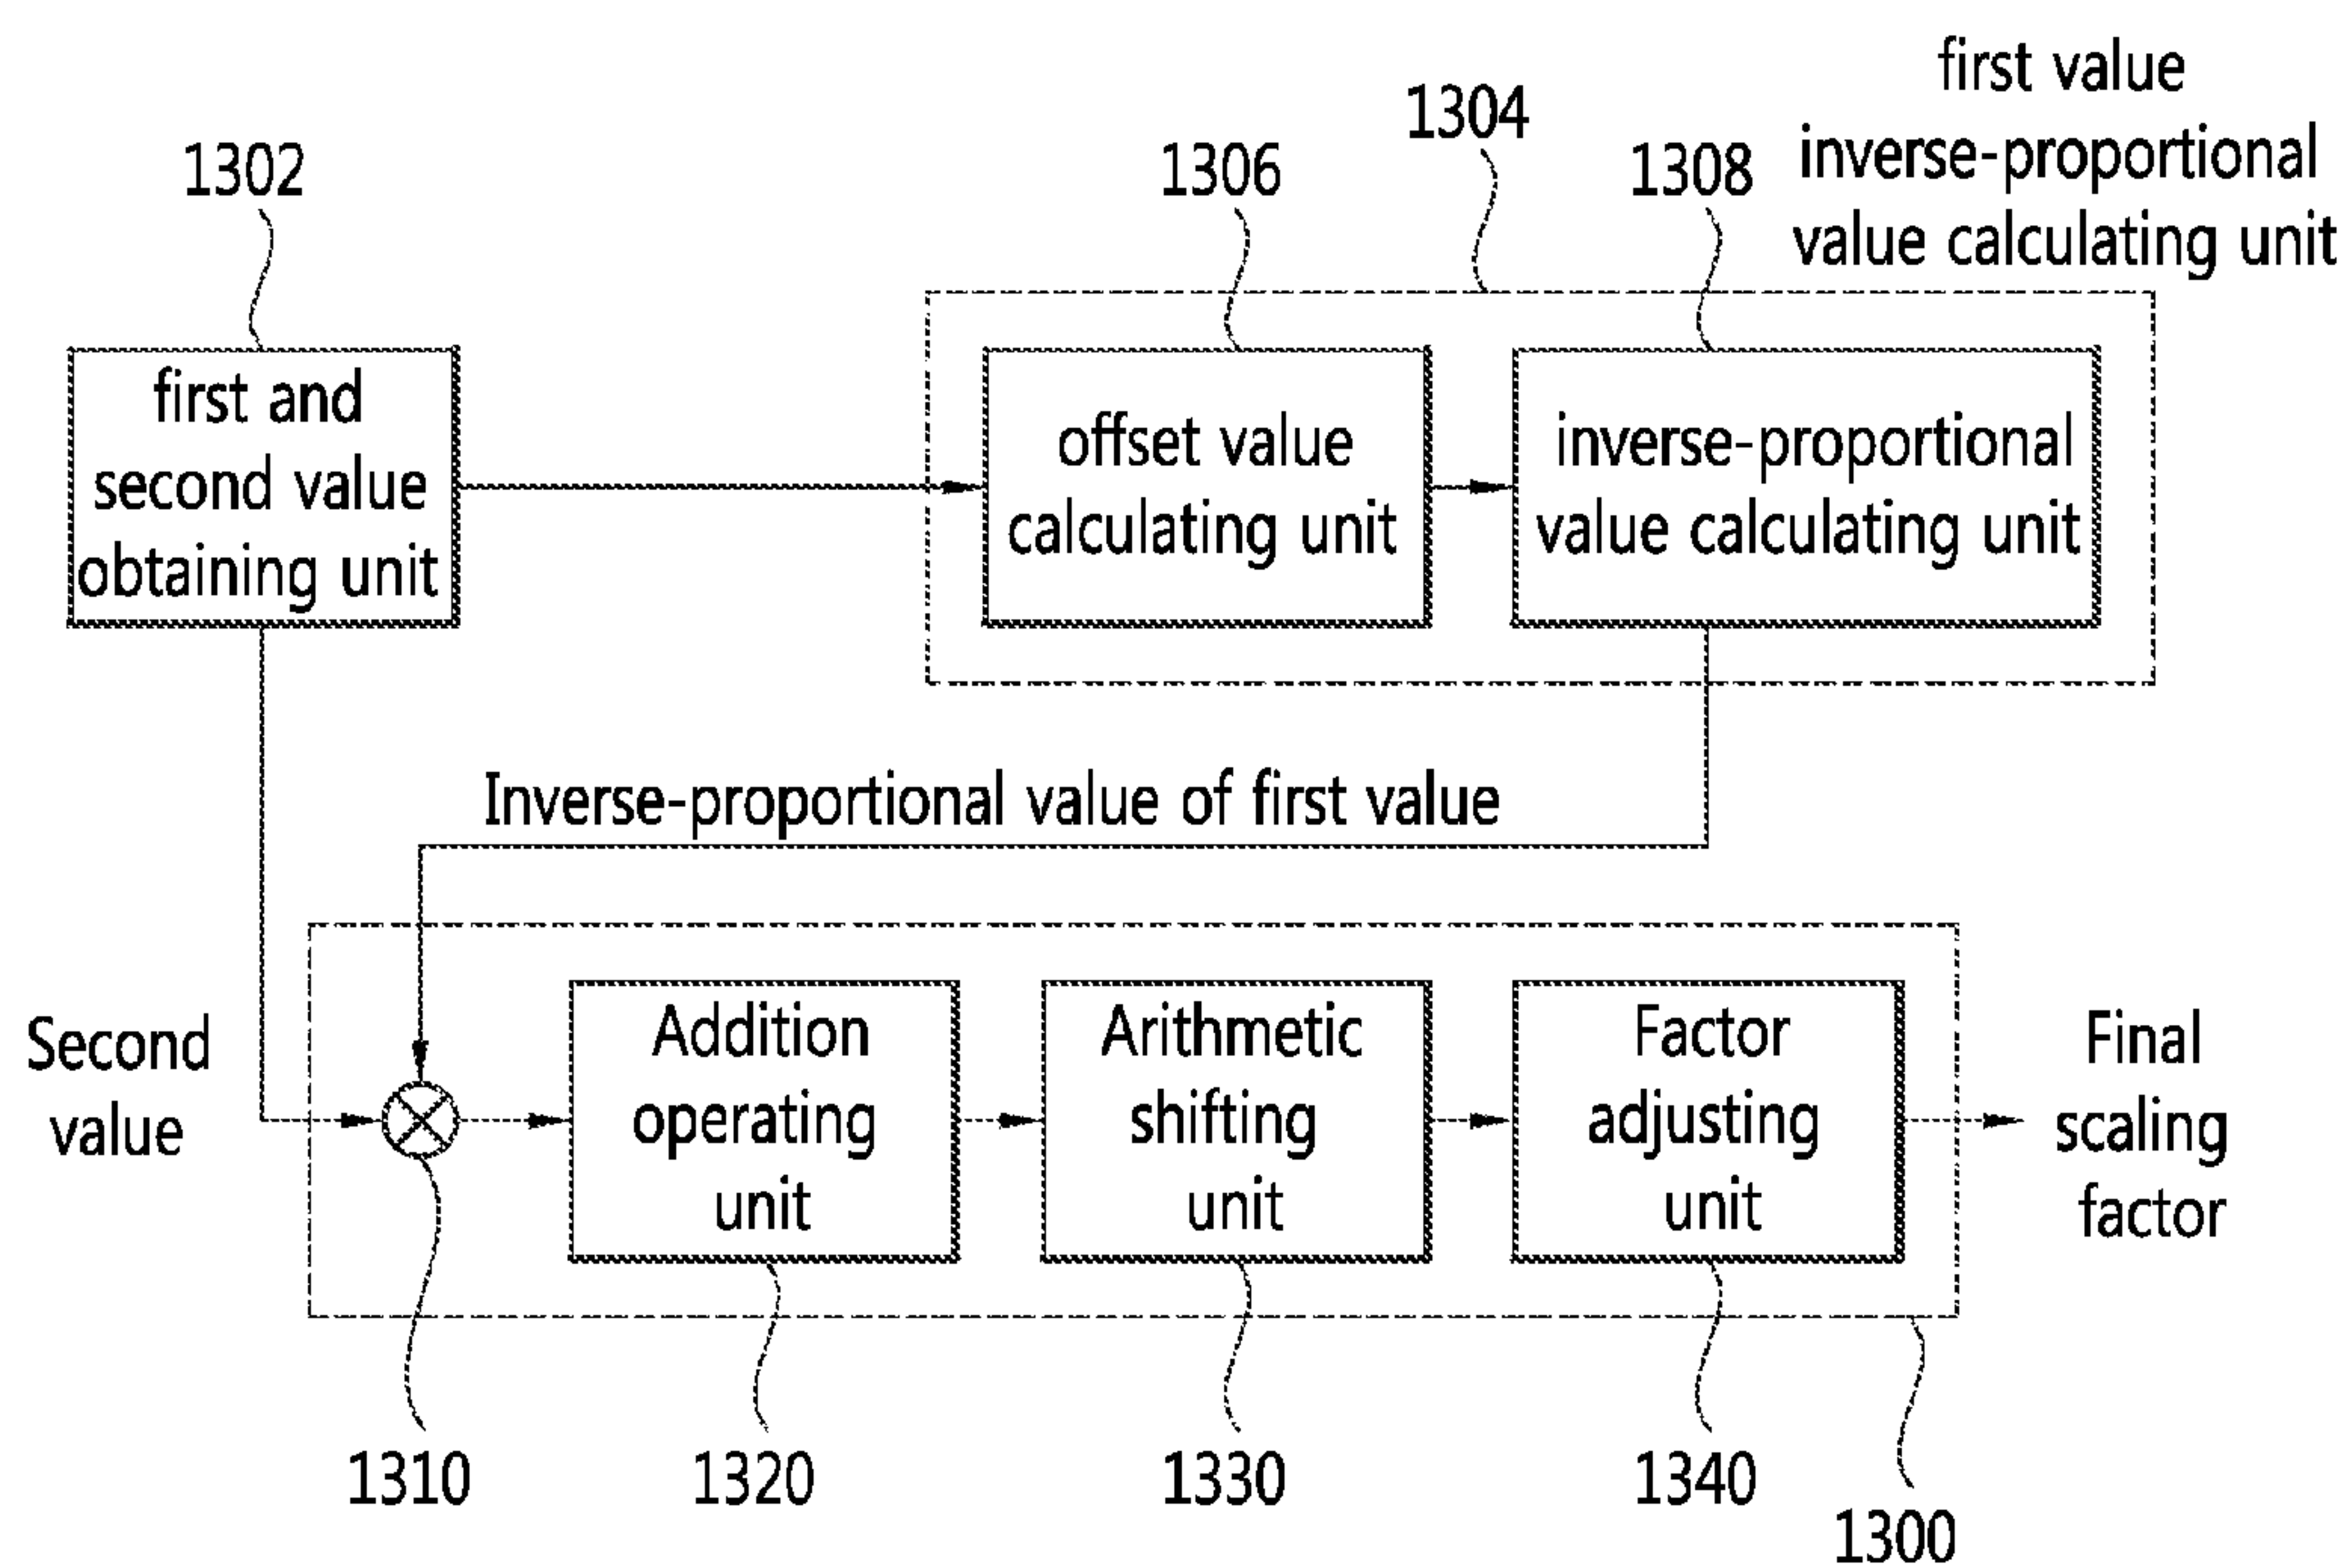 first value
inverse-proportional
value calculating unit
1304
1302
1306
1308
first and
second value
obtaining unit
offset value
calculating unit
inverse-proportional
value calculating unit
Inverse-proportional value of first value
Second
value
Addition
operating
unit
Arithmetic
shifting
unit
Factor
adjusting
unit
Final
scaling
factor
1310
1320
1330
1340
1300